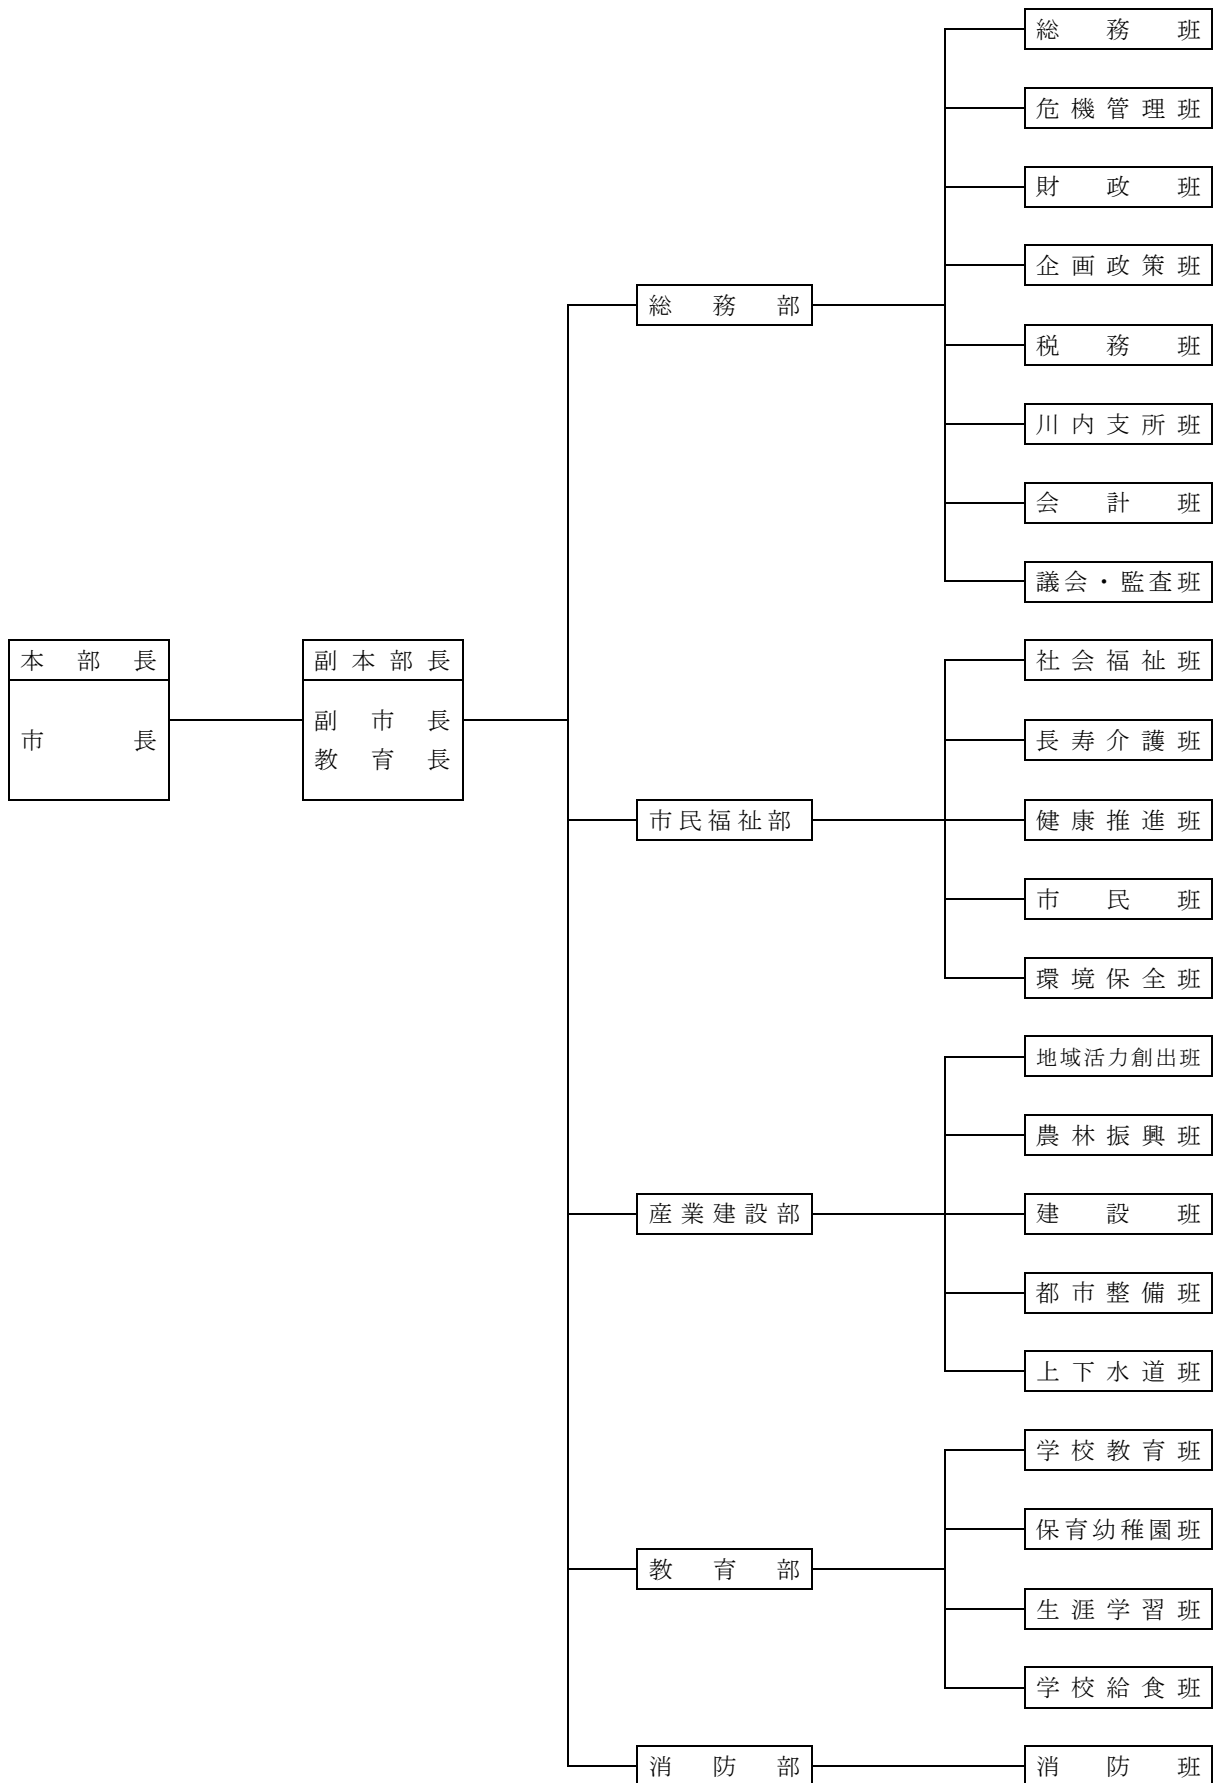 本部長
市長
副本部長
副市長
教育長
総務部
総務班
危機管理班
財政班
企画政策班
税務班
川内支所班
会計班
議会・監査班
市民福祉部
社会福祉班
長寿介護班
健康推進班
市民班
環境保全班
産業建設部
地域活力創出班
農林振興班
建設班
都市整備班
上下水道班
教育部
学校教育班
保育幼稚園班
生涯学習班
学校給食班
消防部
消防班